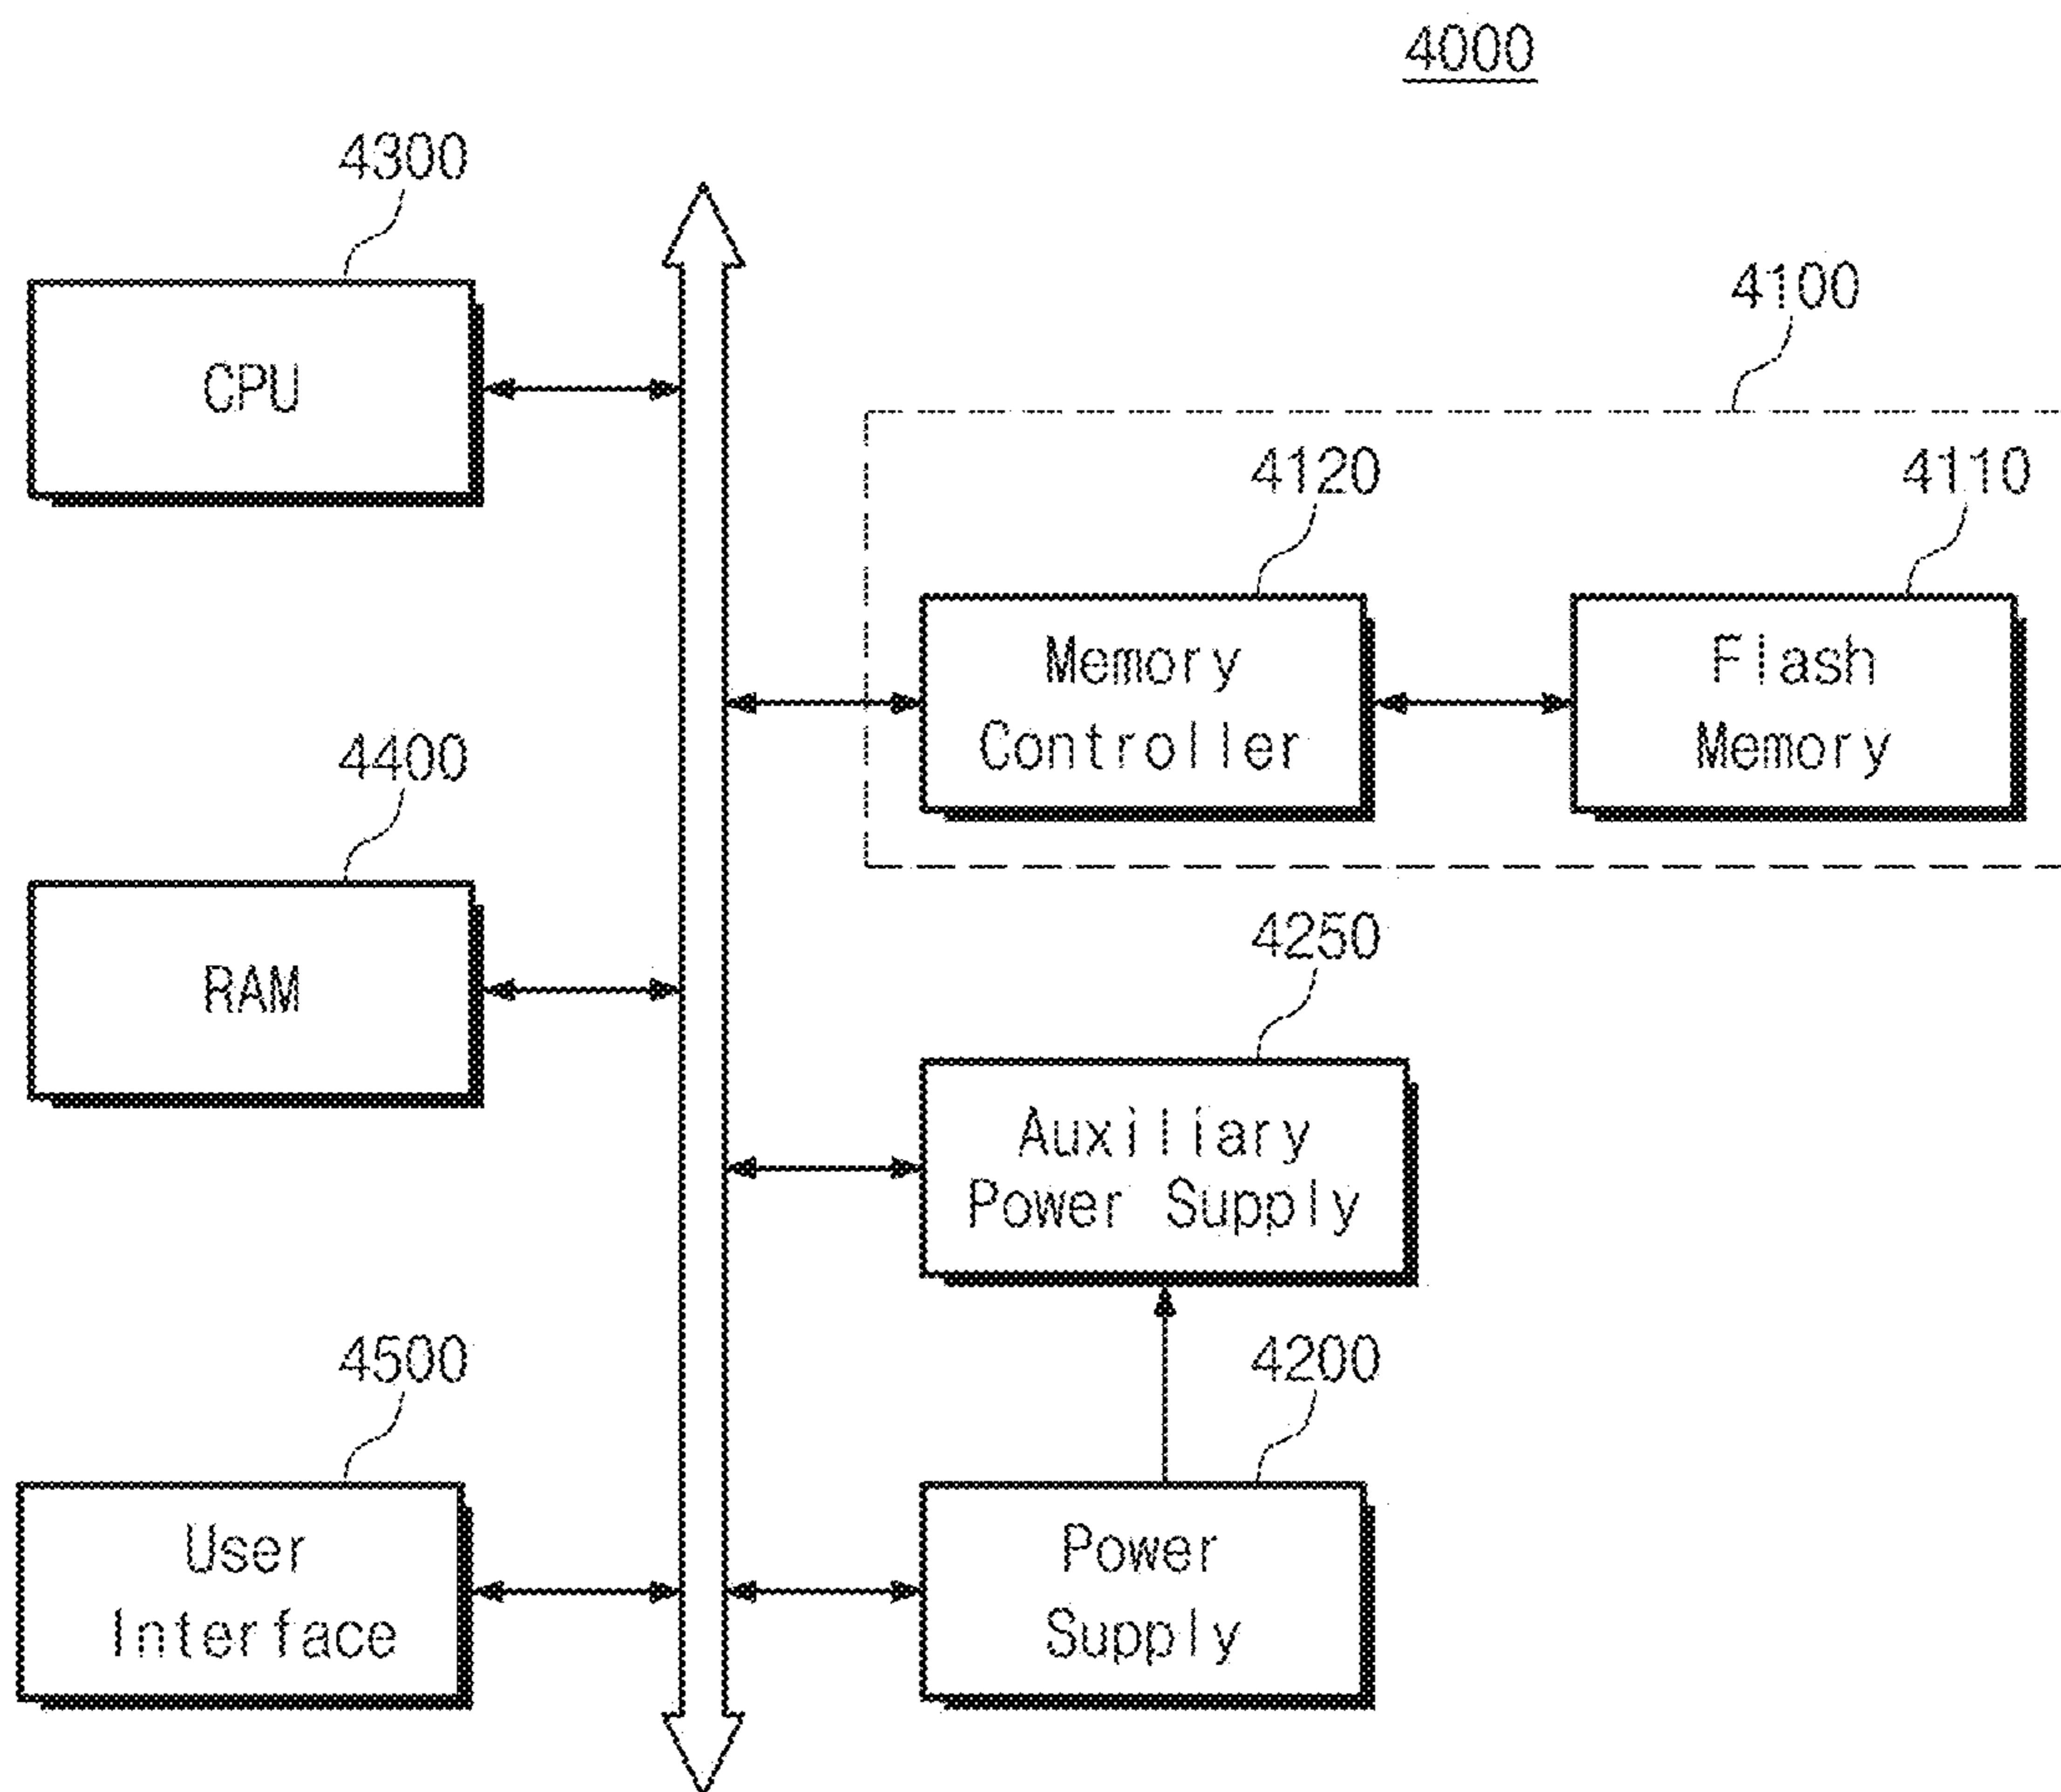 4000
4300
CPU
4100
4120
4110
Memory
Controller
Flash
Memory
4400
RAM
4250
Auxiliary
Power Supply
4500
User
Interface
4200
Power
Supply